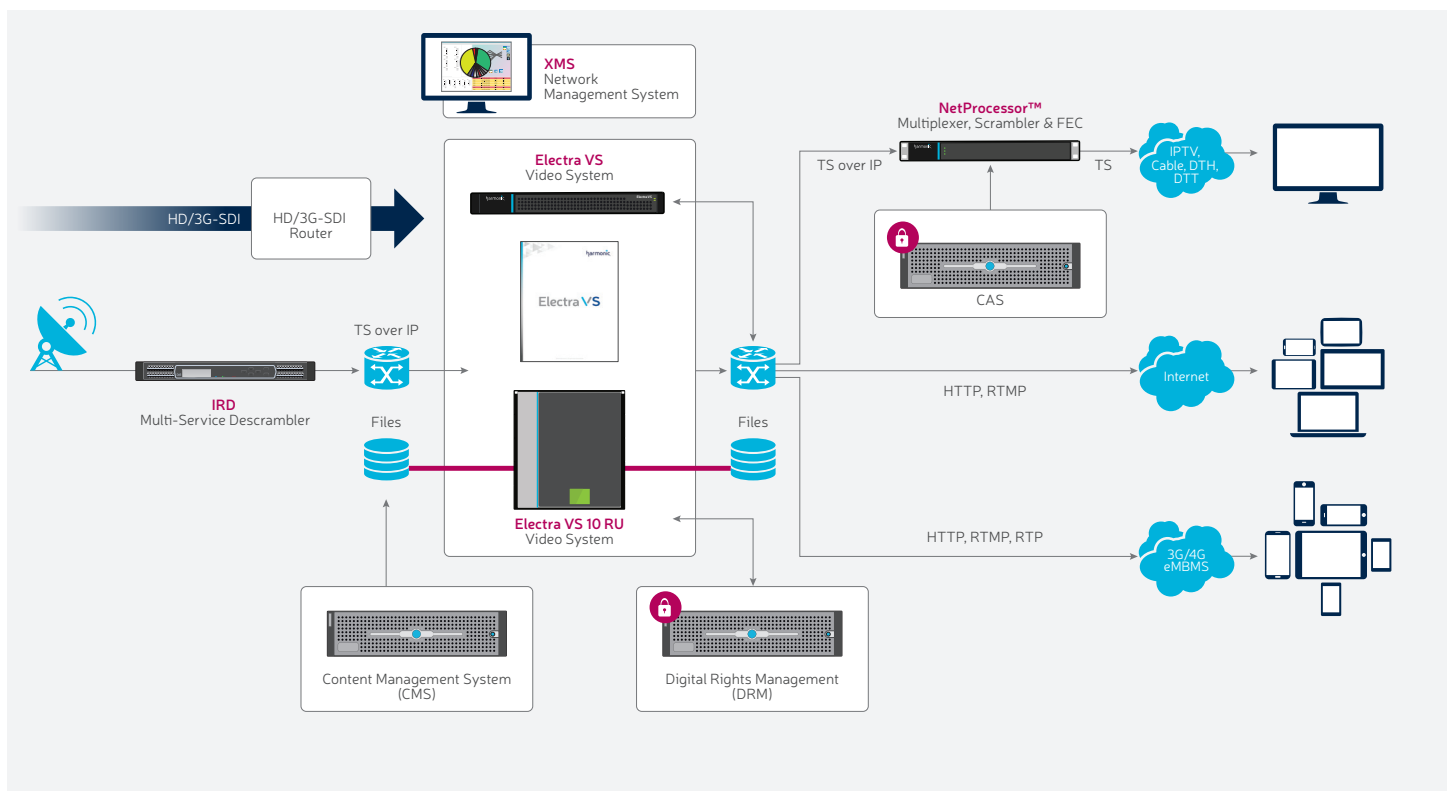 XMS
Network
Management System
NetProcessor™
Multiplexer, Scrambler & FEC
harmonic
TS over IP
TS
IPTV,
Cable, DTH,
DTT
Electra VS
Video System
harmonic
HD/3G-SDI
HD/3G-SDI
Router
harmonic
Electra VS
CAS
TS over IP
IRD
Multi-Service Descrambler
HTTP, RTMP
Internet
Files
Files
Electra VS 10 RU
Video System
HTTP, RTMP, RTP
3G/4G
eMBMS
Content Management System
(CMS)
Digital Rights Management
(DRM)